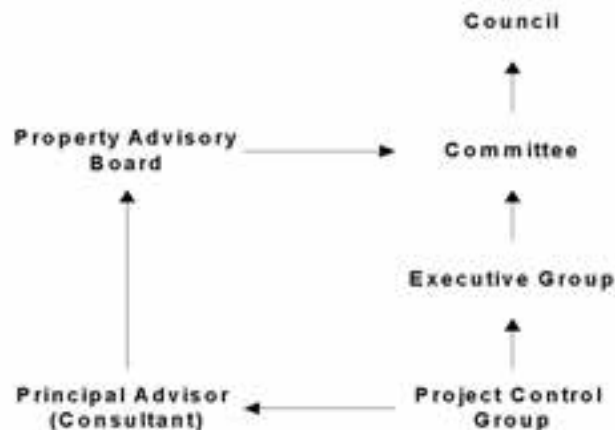 Council
Property Advisory
Board
Committee
Executive Group
Principal Advisor
(Consultant)
Project Control
Group